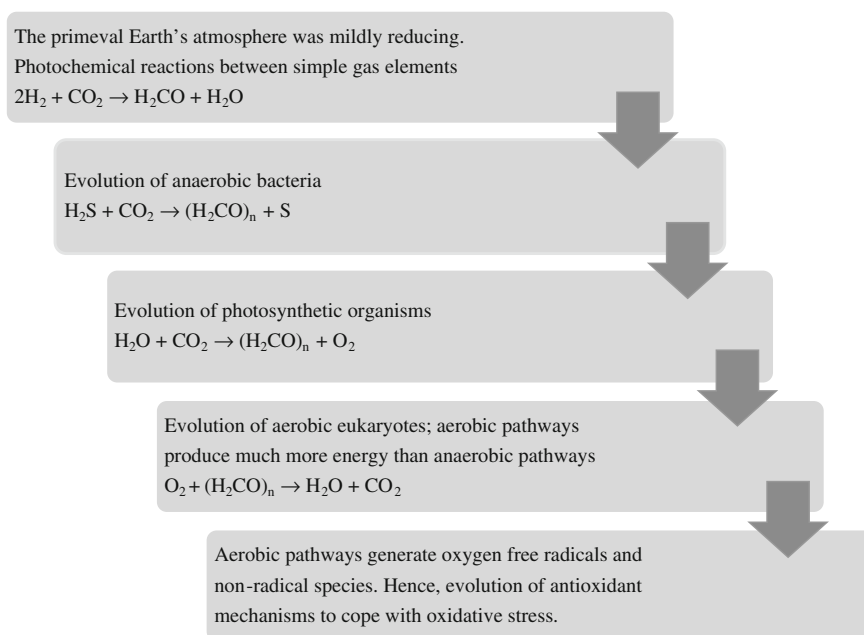 The primeval Earth's atmosphere was mildly reducing.
Photochemical reactions between simple gas elements
2H₂ + CO₂ → H₂CO + H₂O
Evolution of anaerobic bacteria
H₂S + CO₂ → (H₂CO)ₙ + S
Evolution of photosynthetic organisms
H₂O + CO₂ → (H₂CO)ₙ + O₂
Evolution of aerobic eukaryotes; aerobic pathways
produce much more energy than anaerobic pathways
O₂ + (H₂CO)ₙ → H₂O + CO₂
Aerobic pathways generate oxygen free radicals and
non-radical species. Hence, evolution of antioxidant
mechanisms to cope with oxidative stress.